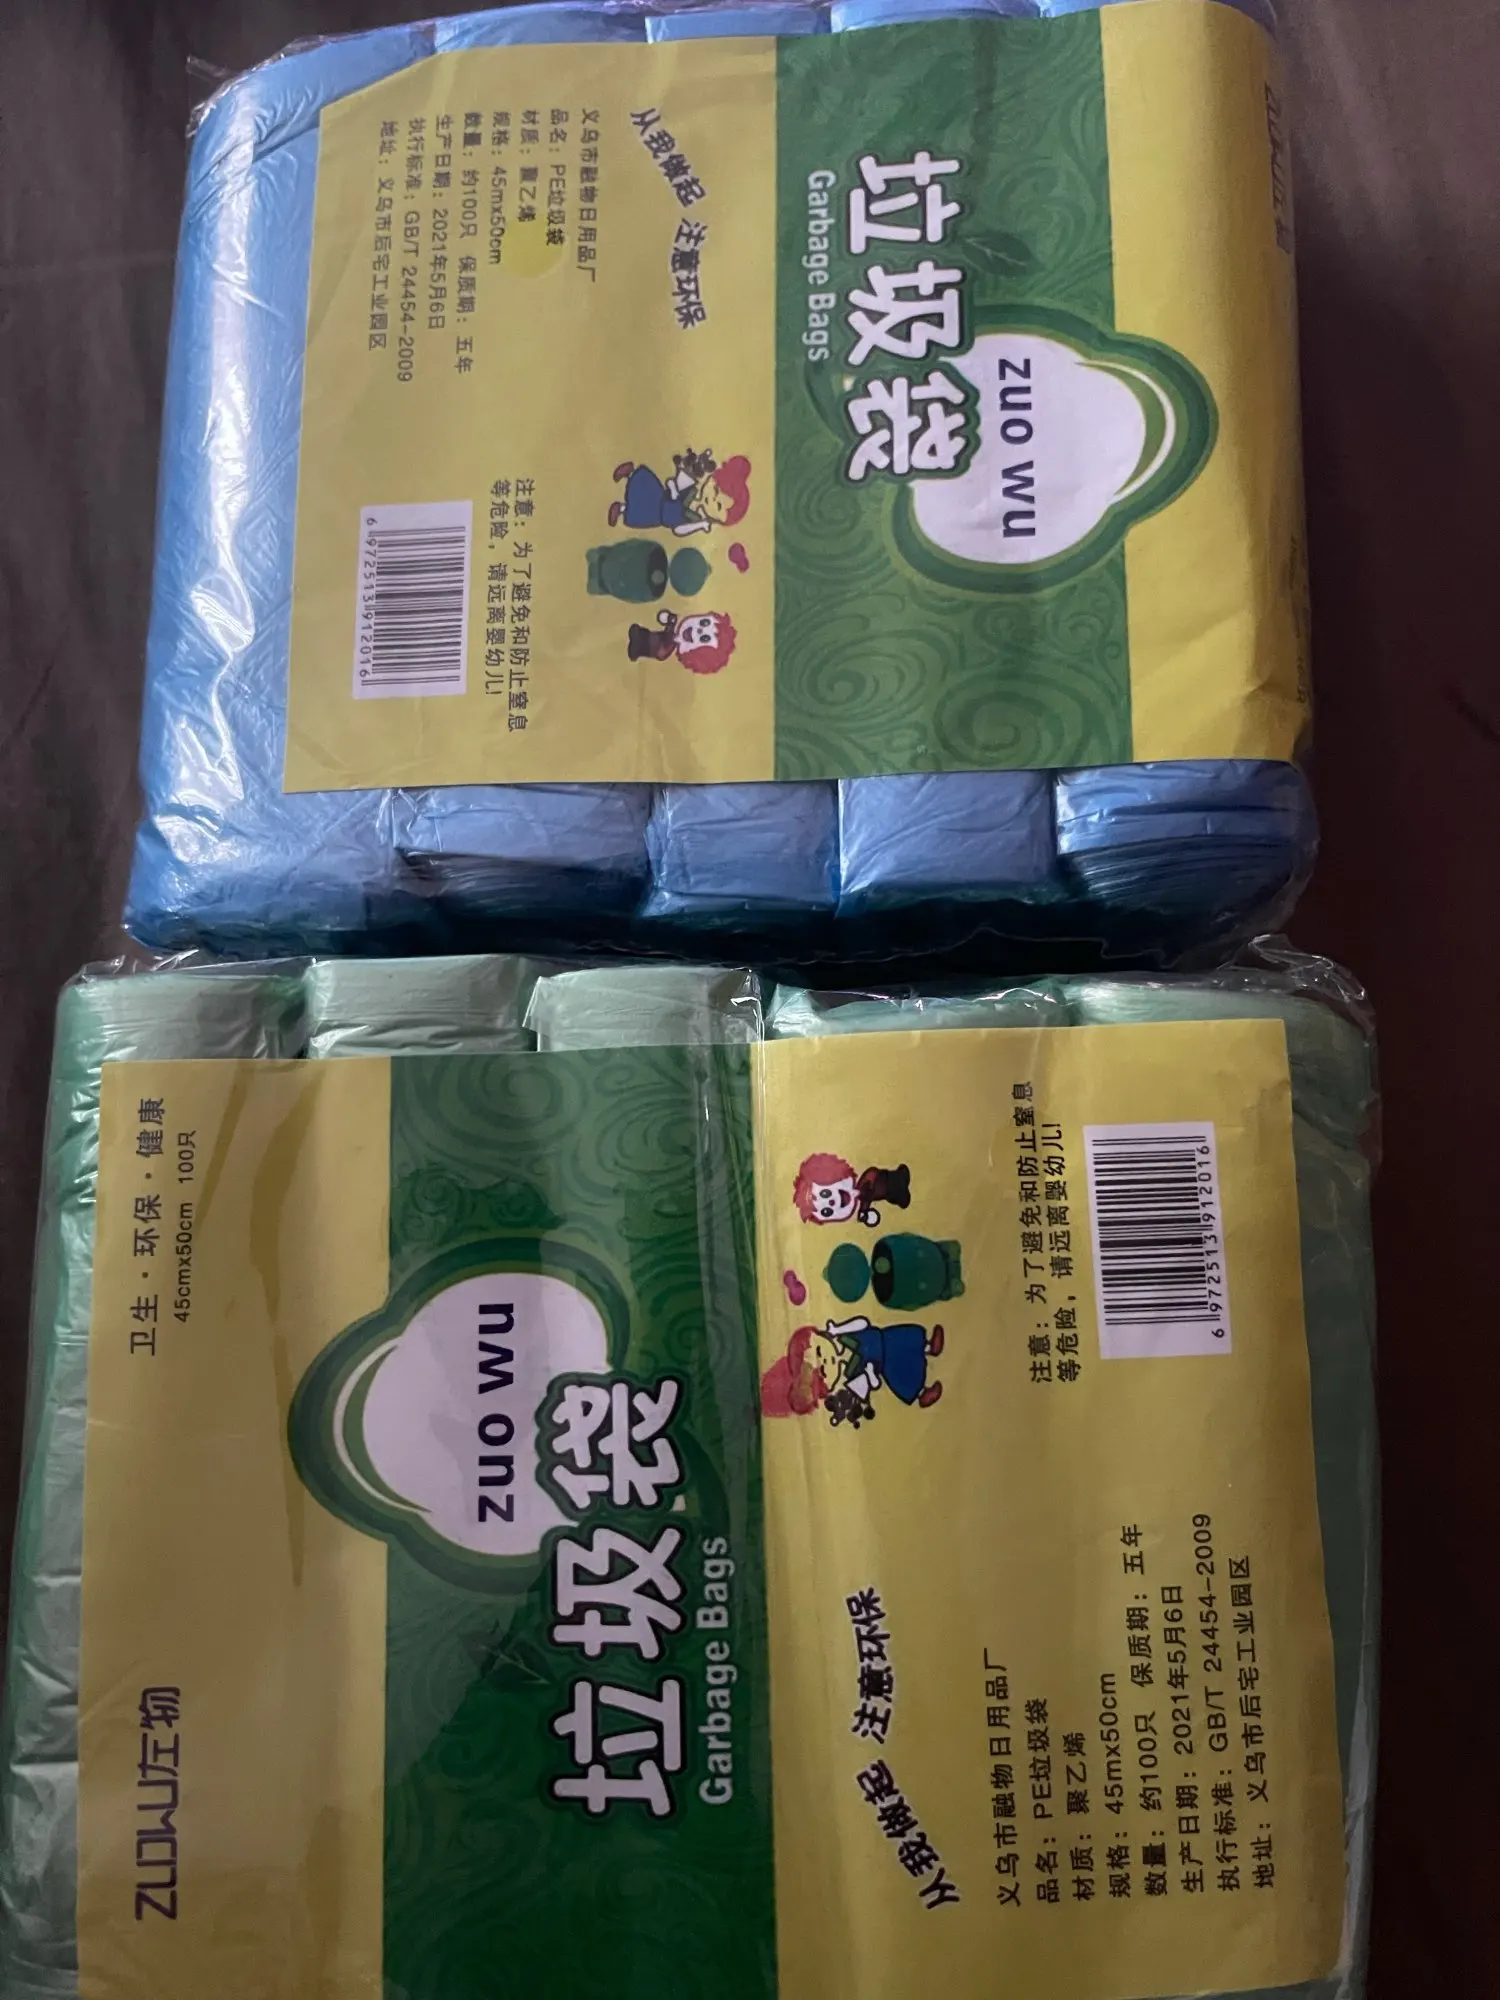 zuo wu
垃圾袋
Garbage Bags
从我做起 注意环保
义乌市融物日用品厂
品名：PE垃圾袋
材质：聚乙烯
规格：45mx50cm
数量：约100只 保质期：五年
生产日期：2021年5月6日
执行标准：GB/T 24454-2009
地址：义乌市后宅工业园区
注意：为了避免和防止窒息
等危险，请远离婴幼儿!
6 972513 912016
卫生·环保·健康
45cmx50cm 100只
ZUOWU左物
zuo wu
垃圾袋
Garbage Bags
从我做起 注意环保
注意：为了避免和防止窒息
等危险，请远离婴幼儿!
6 972513 912016
义乌市融物日用品厂
品名：PE垃圾袋
材质：聚乙烯
规格：45mx50cm
数量：约100只 保质期：五年
生产日期：2021年5月6日
执行标准：GB/T 24454-2009
地址：义乌市后宅工业园区